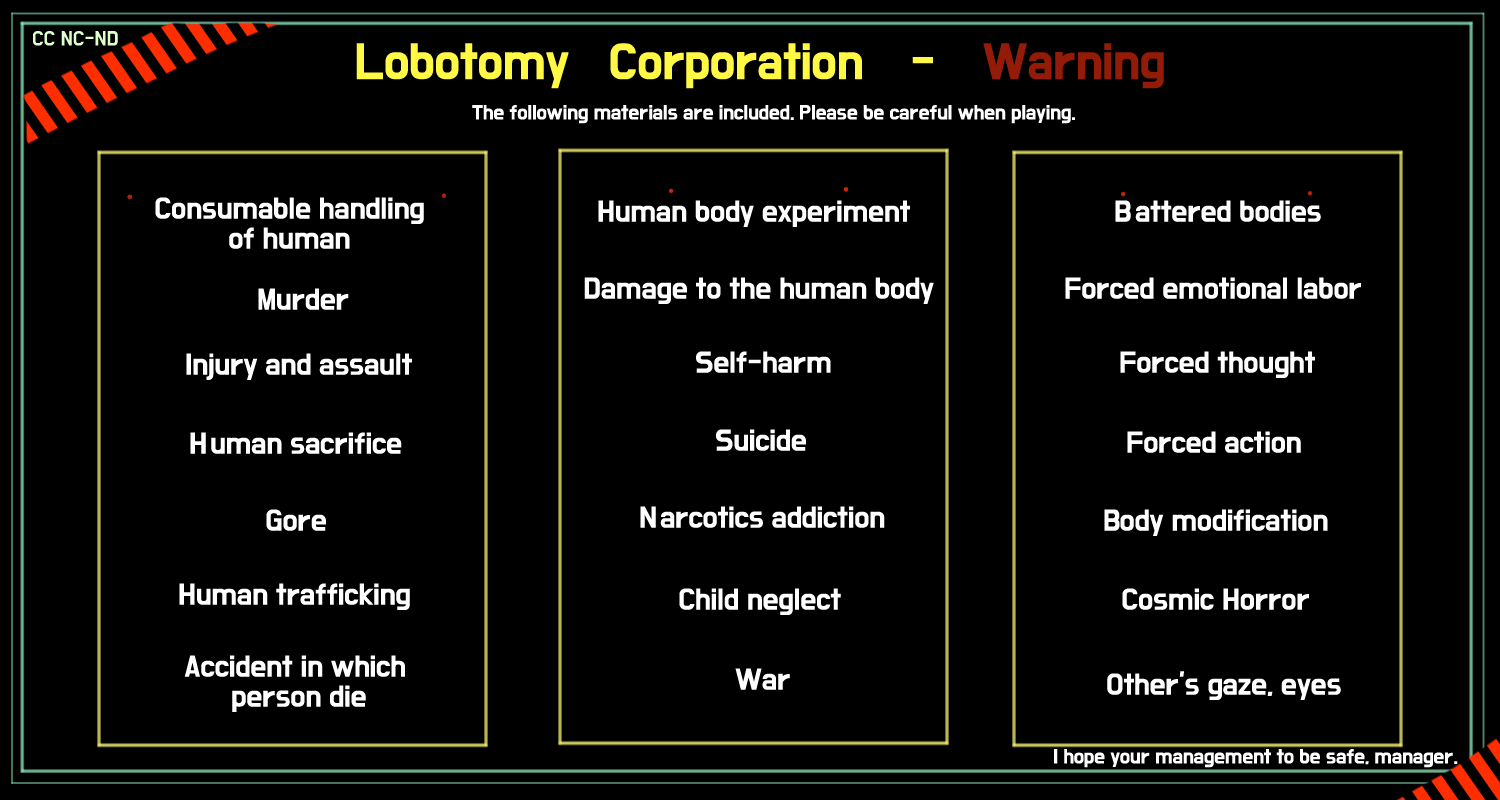 CC NC-ND
Lobotomy Corporation - Warning
The following materials are included. Please be careful when playing.
Consumable handling
of human
Murder
Injury and assault
Human sacrifice
Gore
Human trafficking
Accident in which
person die
Human body experiment
Damage to the human body
Self-harm
Suicide
Narcotics addiction
Child neglect
War
Battered bodies
Forced emotional labor
Forced thought
Forced action
Body modification
Cosmic Horror
Other's gaze, eyes
I hope your management to be safe, manager.